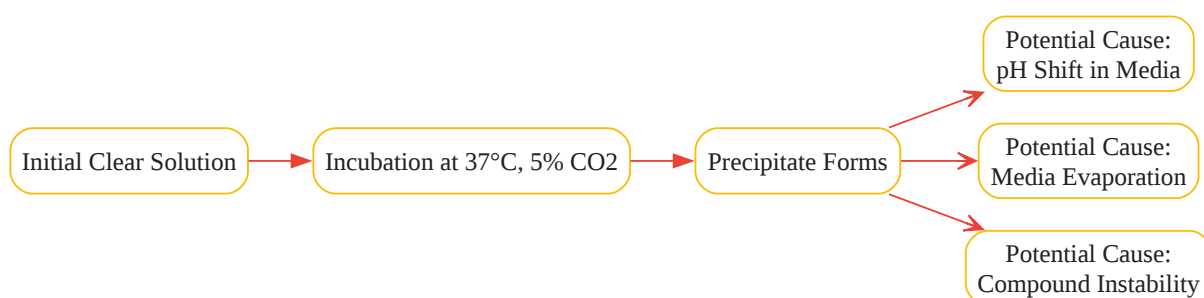 Initial Clear Solution
Incubation at 37°C, 5% CO2
Precipitate Forms
Potential Cause:
pH Shift in Media
Potential Cause:
Media Evaporation
Potential Cause:
Compound Instability